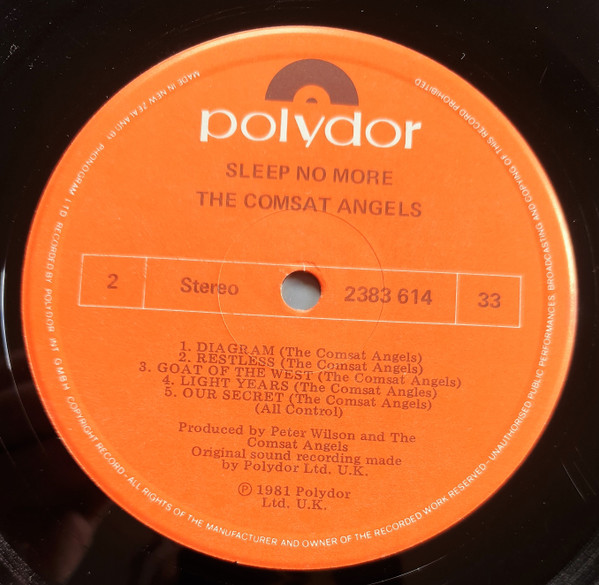 polydor
SLEEP NO MORE
THE COMSAT ANGELS
2 Stereo 2383 614 33
1. DIAGRAM (The Comsat Angels)
2. RESTLESS (The Comsat Angels)
3. GOAT OF THE WEST (The Comsat Angels)
4. LIGHT YEARS (The Comsat Angles)
5. OUR SECRET (The Comsat Angels)
(All Control)
Produced by Peter Wilson and The
Comsat Angels
Original sound recording made
by Polydor Ltd. U.K.
℗ 1981 Polydor
Ltd. U.K.
MADE IN NEW ZEALAND BY PHONOGRAM LTD. RECORDED BY POLYDOR INT. G.M.B.H. COPYRIGHT RECORD - ALL RIGHTS OF THE MANUFACTURER AND OWNER OF THE RECORDED WORK RESERVED - UNAUTHORISED PUBLIC PERFORMANCES, BROADCASTING AND COPYING OF THIS RECORD PROHIBITED